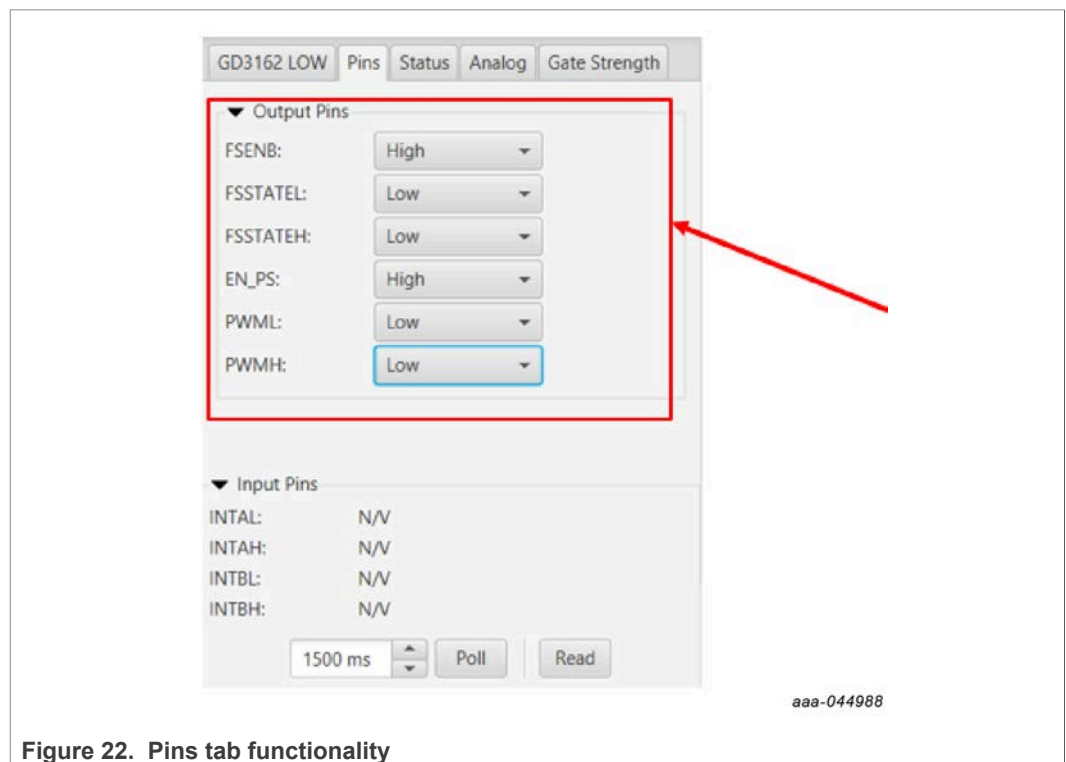 GD3162 LOW Pins Status Analog Gate Strength
Output Pins
FSENB: High
FSSTATEL: Low
FSSTATEH: Low
EN_PS: High
PWML: Low
PWMH: Low
Input Pins
INTAL: N/V
INTAH: N/V
INTBL: N/V
INTBH: N/V
1500 ms Poll Read
aaa-044988
Figure 22. Pins tab functionality